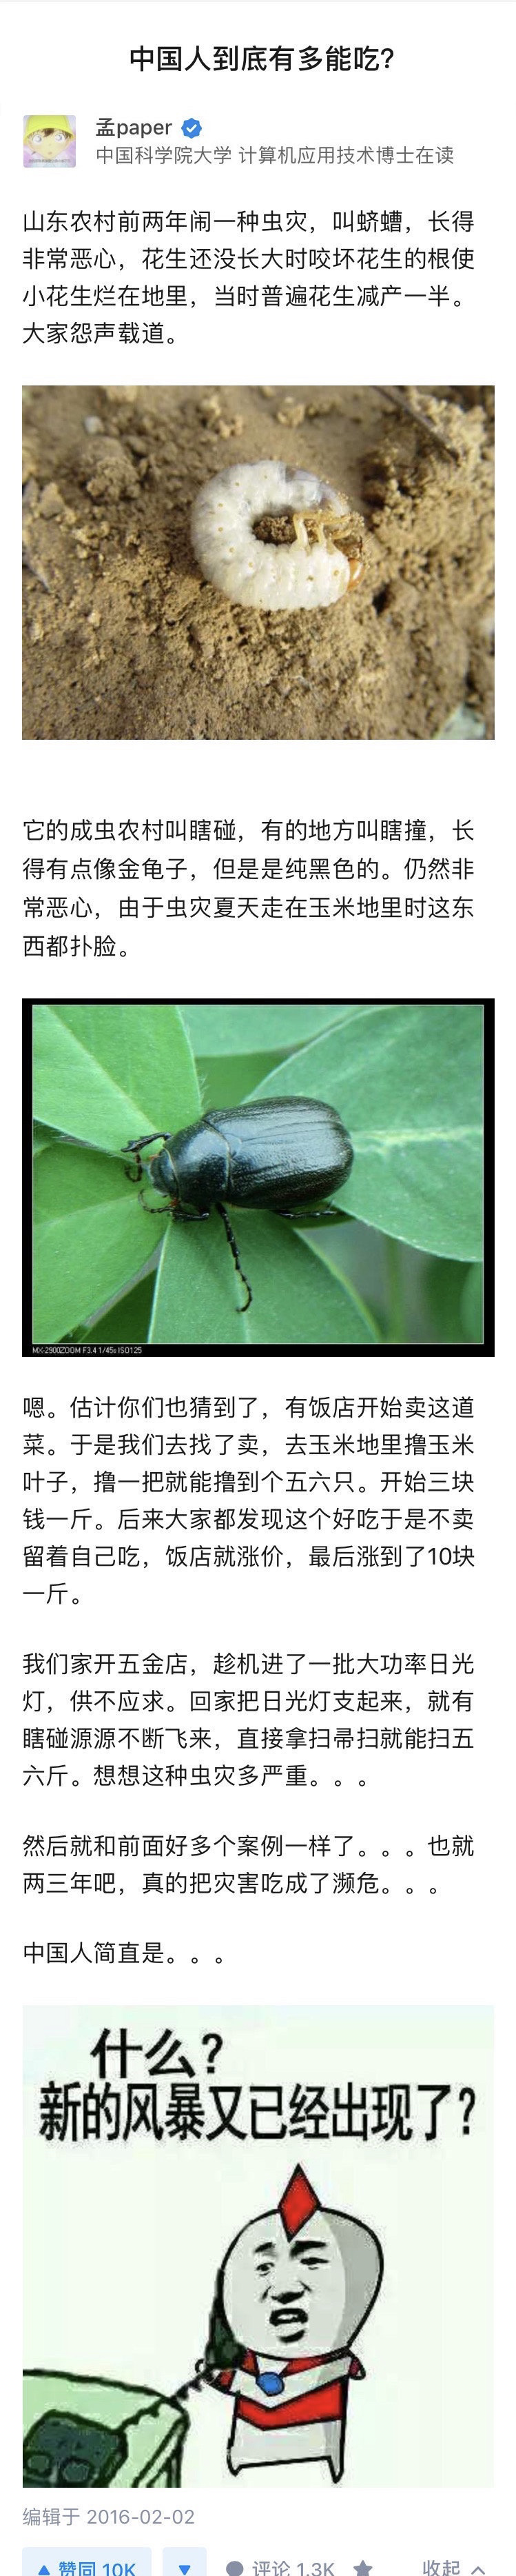 中国人到底有多能吃?
孟paper
中国科学院大学 计算机应用技术博士在读
山东农村前两年闹一种虫灾，叫蛴螬，长得
非常恶心，花生还没长大时咬坏花生的根使
小花生烂在地里，当时普遍花生减产一半。
大家怨声载道。
它的成虫农村叫瞎碰，有的地方叫瞎撞，长
得有点像金龟子，但是是纯黑色的。仍然非
常恶心，由于虫灾夏天走在玉米地里时这东
西都扑脸。
MX-2900ZOOM F3.4 1/45s ISO125
嗯。估计你们也猜到了，有饭店开始卖这道
菜。于是我们去找了卖，去玉米地里撸玉米
叶子，撸一把就能撸到个五六只。开始三块
钱一斤。后来大家都发现这个好吃于是不卖
留着自己吃，饭店就涨价，最后涨到了10块
一斤。
我们家开五金店，趁机进了一批大功率日光
灯，供不应求。回家把日光灯支起来，就有
瞎碰源源不断飞来，直接拿扫帚扫就能扫五
六斤。想想这种虫灾多严重。。。
然后就和前面好多个案例一样了。。。也就
两三年吧，真的把灾害吃成了濒危。。。
中国人简直是。。。
什么?
新的风暴又已经出现了?
编辑于 2016-02-02
赞同 10K 评论 1.3K 收起